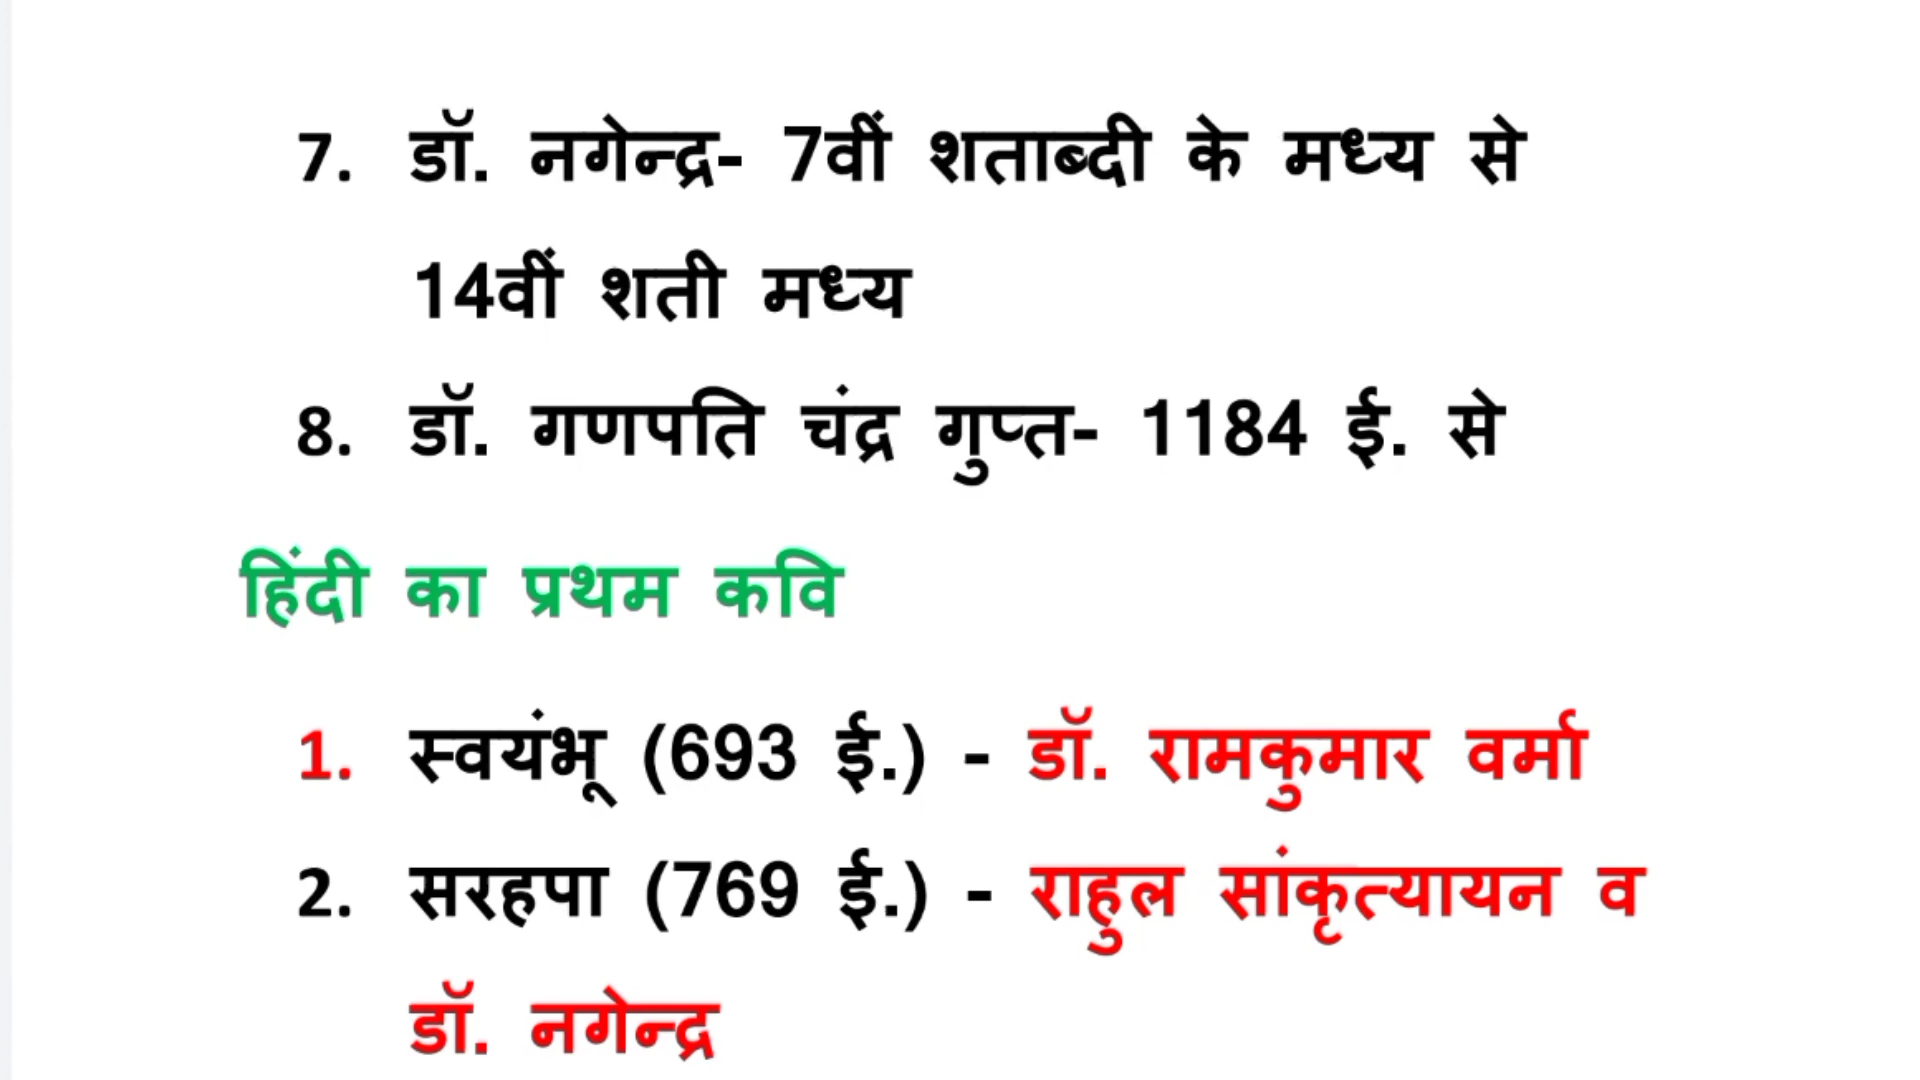 7. डॉ. नगेन्द्र- 7वीं शताब्दी के मध्य से
14वीं शती मध्य
8. डॉ. गणपति चंद्र गुप्त- 1184 ई. से
हिंदी का प्रथम कवि
1. स्वयंभू (693 ई.) - डॉ. रामकुमार वर्मा
2. सरहपा (769 ई.) - राहुल सांकृत्यायन व
डॉ. नगेन्द्र